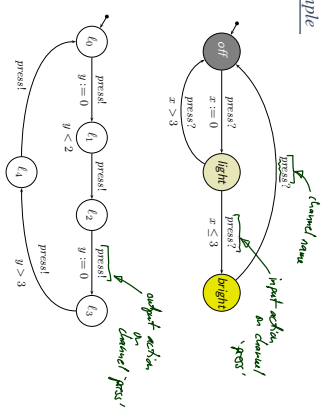 mple
off
press?
x := 0
press?
x > 3
light
press?
x ≤ 3
press?
bright
channel name
input action
on channel
'press'
ℓ0
press!
y := 0
ℓ1
y < 2
press!
ℓ2
press!
y := 0
ℓ3
press!
y > 3
ℓ4
press!
output action
on
channel 'press'